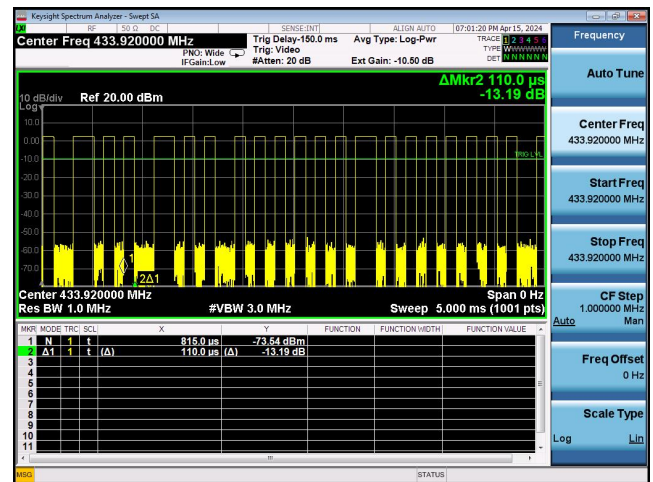 Keysight Spectrum Analyzer - Swept SA
RF 50 Ω DC SENSE:INT ALIGN AUTO 07:01:20 PM Apr 15, 2024
Center Freq 433.920000 MHz
PNO: Wide
IFGain:Low
Trig Delay-150.0 ms
Trig: Video
#Atten: 20 dB
Avg Type: Log-Pwr
Ext Gain: -10.50 dB
TRACE 1 2 3 4 5 6
TYPE WWWWWW
DET N N N N N N
ΔMkr2 110.0 µs
-13.19 dB
10 dB/div Ref 20.00 dBm
Log
10.0
0.00
-10.0
TRIG LVL
-20.0
-30.0
-40.0
-50.0
-60.0
-70.0
1
2Δ1
Center 433.920000 MHz Span 0 Hz
Res BW 1.0 MHz #VBW 3.0 MHz Sweep 5.000 ms (1001 pts)
MKR MODE TRC SCL X Y FUNCTION FUNCTION WIDTH FUNCTION VALUE
1 N 1 t 815.0 µs -73.54 dBm
2 Δ1 1 t (Δ) 110.0 µs (Δ) -13.19 dB
3
4
5
6
7
8
9
10
11
MSG STATUS
Frequency
Auto Tune
Center Freq
433.920000 MHz
Start Freq
433.920000 MHz
Stop Freq
433.920000 MHz
CF Step
1.000000 MHz
Auto Man
Freq Offset
0 Hz
Scale Type
Log Lin